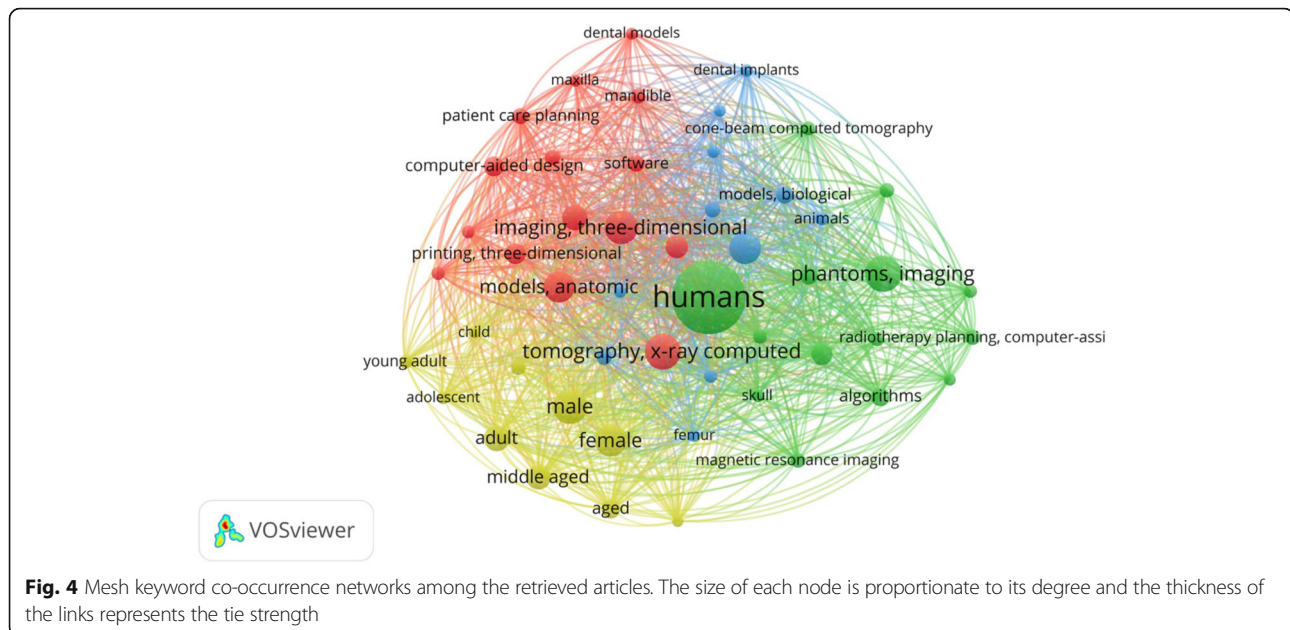 dental models
dental implants
maxilla
mandible
patient care planning
cone-beam computed tomography
computer-aided design
software
models, biological
animals
imaging, three-dimensional
printing, three-dimensional
phantoms, imaging
models, anatomic
humans
child
radiotherapy planning, computer-assi
young adult
tomography, x-ray computed
adolescent
skull
algorithms
male
adult
female
femur
middle aged
magnetic resonance imaging
aged
VOSviewer
Fig. 4 Mesh keyword co-occurrence networks among the retrieved articles. The size of each node is proportionate to its degree and the thickness of
the links represents the tie strength